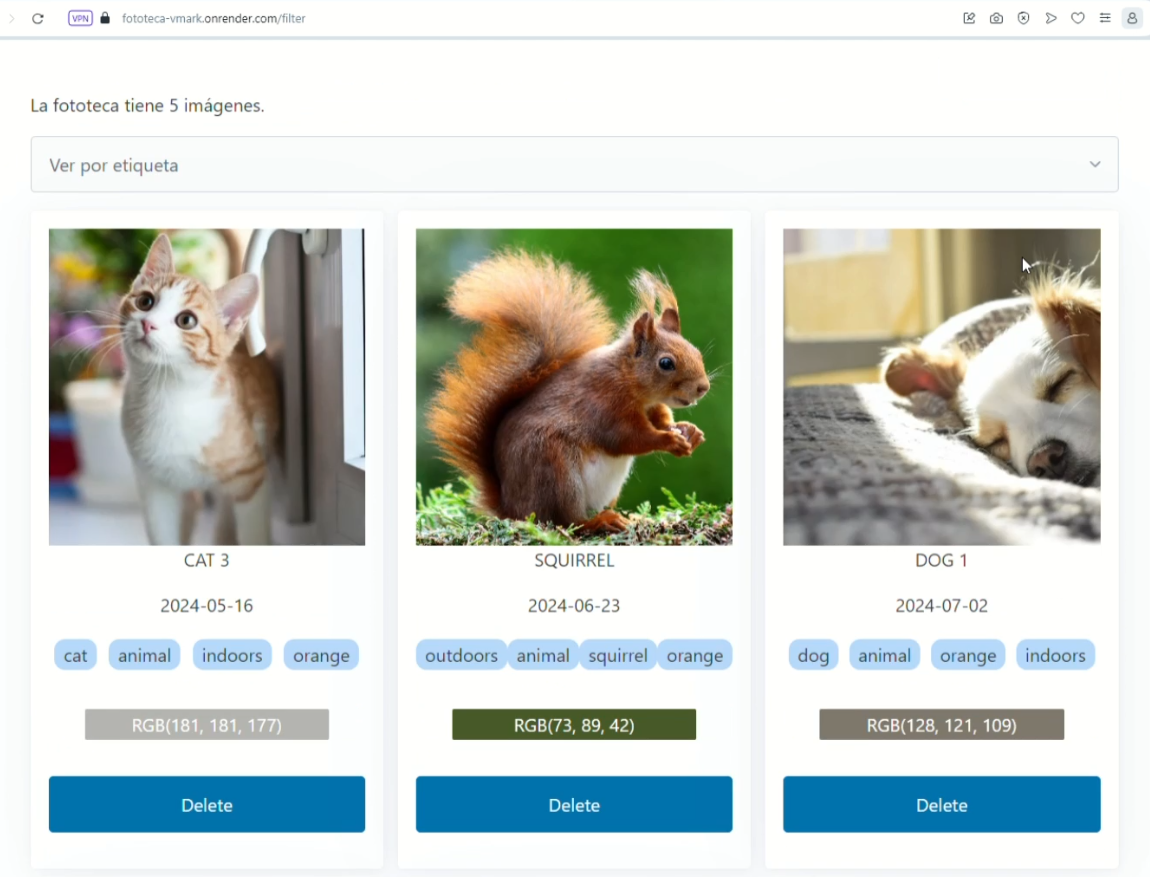 VPN fototeca-vmark.onrender.com/filter
La fototeca tiene 5 imágenes.
Ver por etiqueta
CAT 3
2024-05-16
cat animal indoors orange
RGB(181, 181, 177)
Delete
SQUIRREL
2024-06-23
outdoors animal squirrel orange
RGB(73, 89, 42)
Delete
DOG 1
2024-07-02
dog animal orange indoors
RGB(128, 121, 109)
Delete